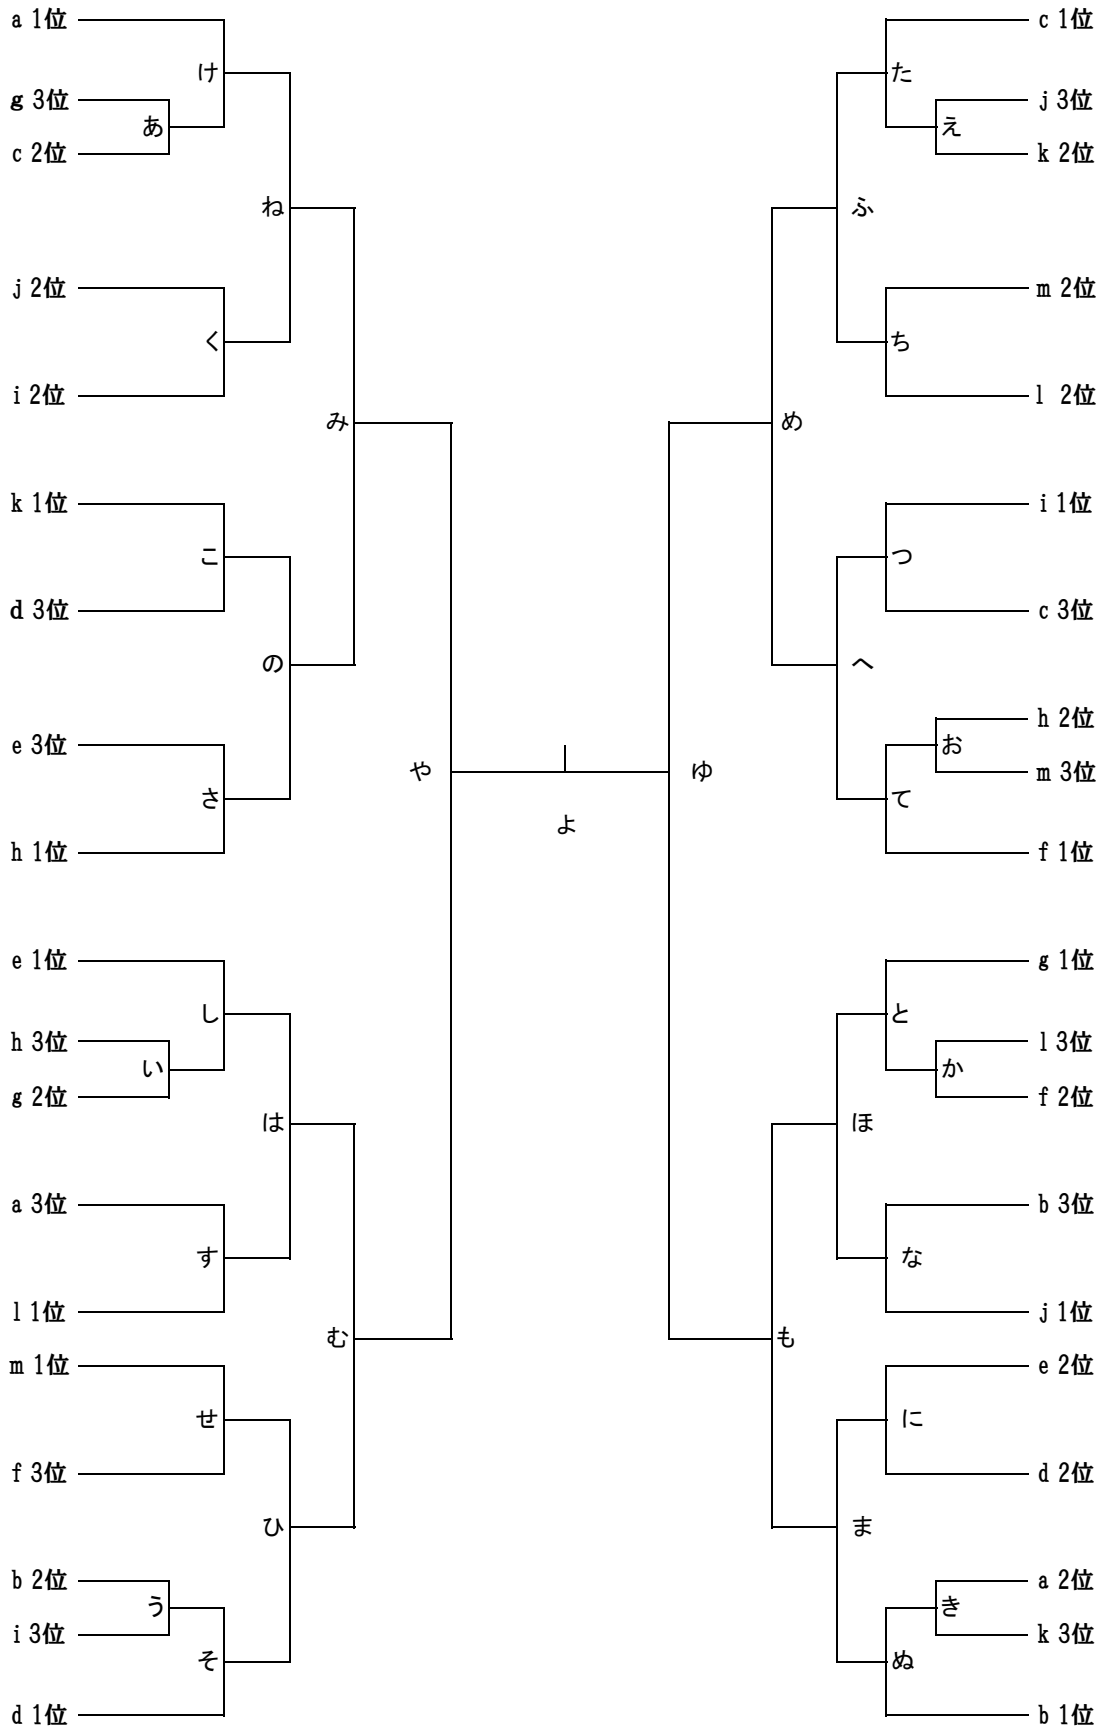 a 1位
c 1位
け
た
g 3位
j 3位
あ
え
c 2位
k 2位
ね
ふ
j 2位
m 2位
く
ち
i 2位
l 2位
み
め
k 1位
i 1位
こ
つ
d 3位
c 3位
の
へ
h 2位
e 3位
お
や
ゆ
m 3位
さ
て
よ
h 1位
f 1位
e 1位
g 1位
し
と
h 3位
l 3位
い
か
g 2位
f 2位
は
ほ
a 3位
b 3位
す
な
l 1位
j 1位
む
も
m 1位
e 2位
せ
に
f 3位
d 2位
ひ
ま
b 2位
a 2位
う
き
i 3位
k 3位
そ
ぬ
d 1位
b 1位